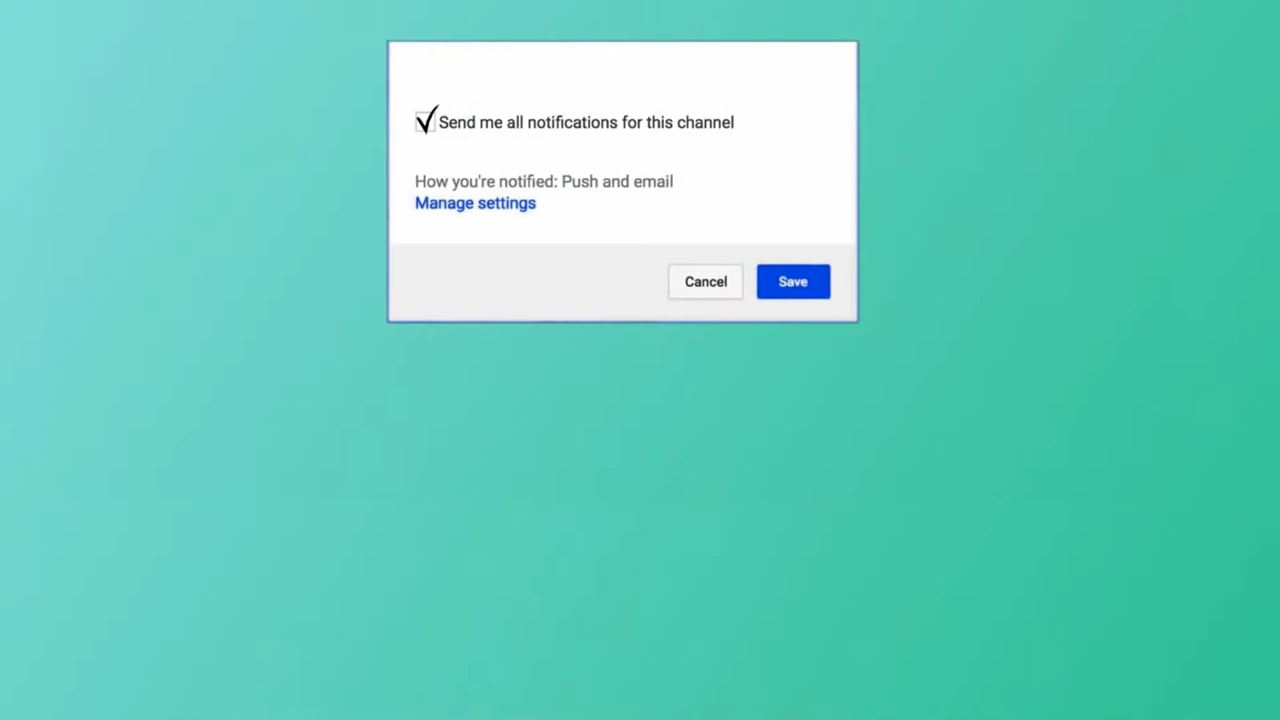 Send me all notifications for this channel
How you're notified: Push and email
Manage settings
Cancel
Save